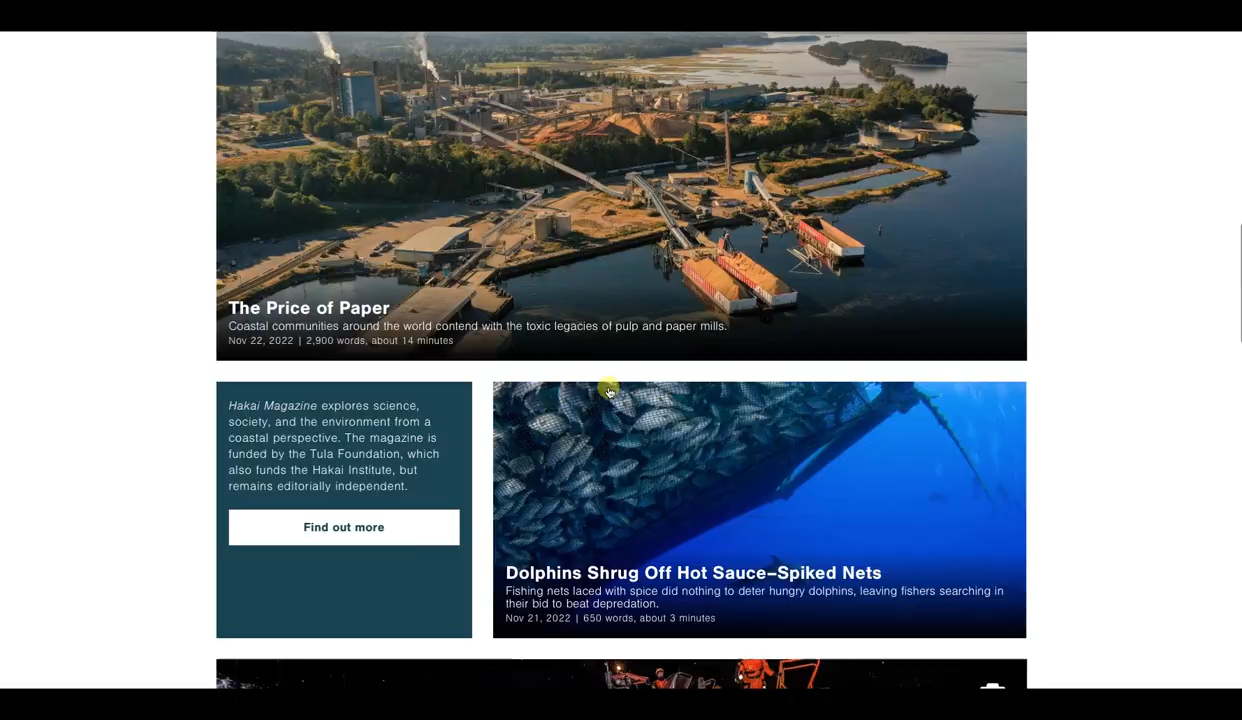 The Price of Paper
Coastal communities around the world contend with the toxic legacies of pulp and paper mills.
Nov 22, 2022 | 2,900 words, about 14 minutes
Hakai Magazine explores science,
society, and the environment from a
coastal perspective. The magazine is
funded by the Tula Foundation, which
also funds the Hakai Institute, but
remains editorially independent.
Find out more
Dolphins Shrug Off Hot Sauce–Spiked Nets
Fishing nets laced with spice did nothing to deter hungry dolphins, leaving fishers searching in
their bid to beat depredation.
Nov 21, 2022 | 650 words, about 3 minutes